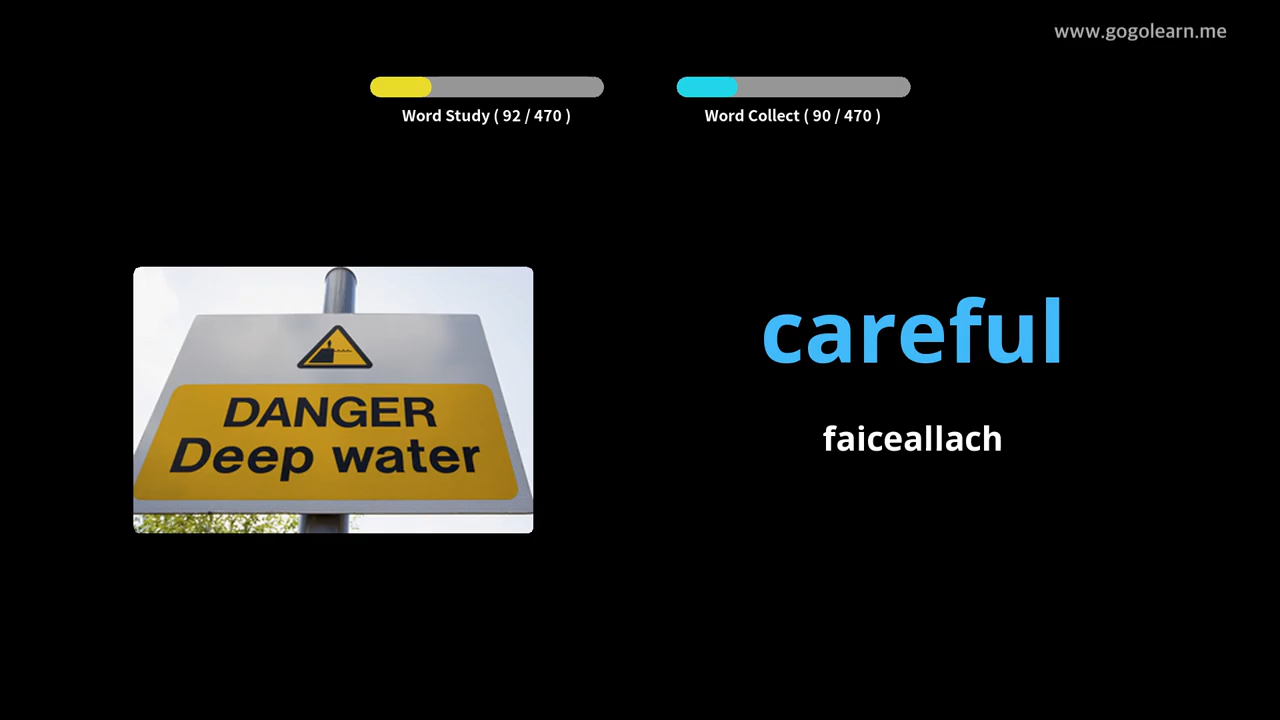 www.gogolearn.me
Word Study ( 92 / 470 )
Word Collect ( 90 / 470 )
DANGER
Deep water
careful
faiceallach